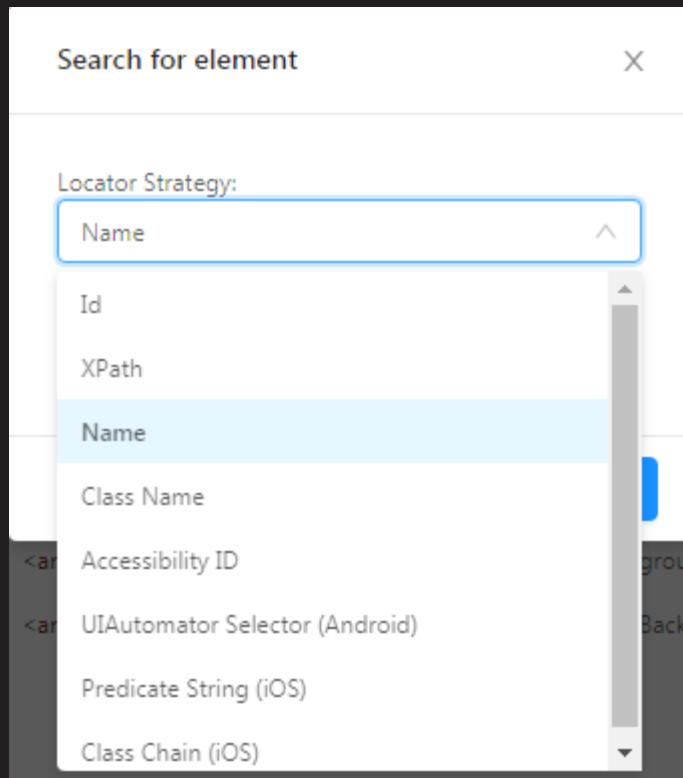 Search for element
Locator Strategy:
Name
Id
XPath
Name
Class Name
Accessibility ID
UIAutomator Selector (Android)
Predicate String (iOS)
Class Chain (iOS)